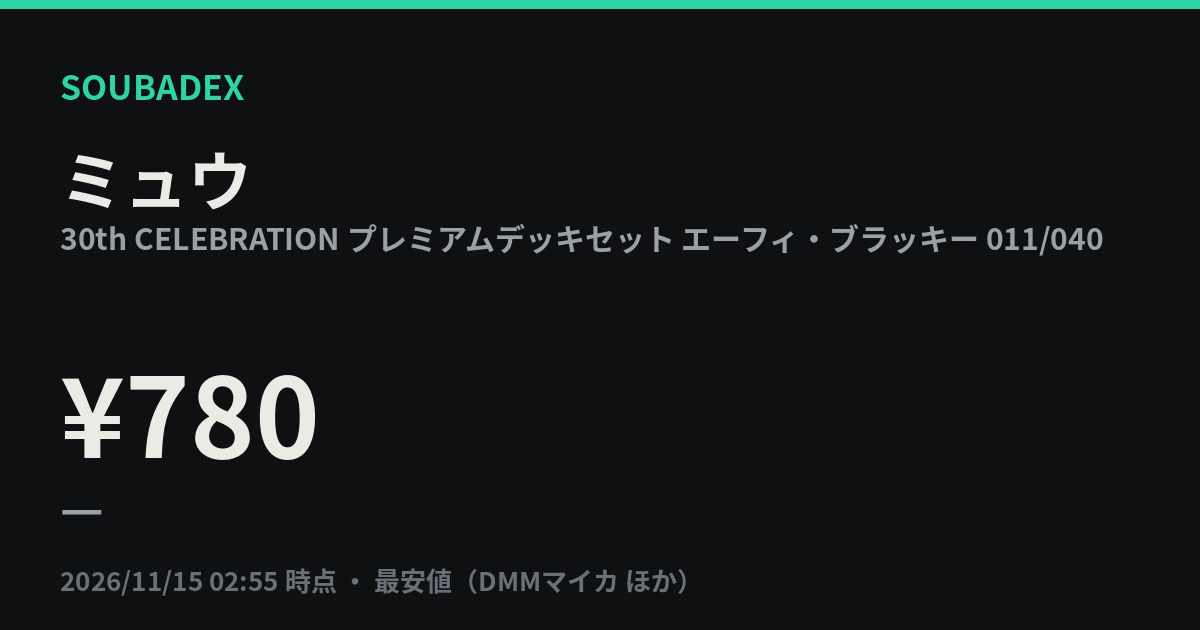 SOUBADEX
ミュウ
30th CELEBRATION プレミアムデッキセット エーフィ・ブラッキー 011/040
¥780
—
2026/11/15 02:55 時点 ・ 最安値（DMMマイカ ほか）